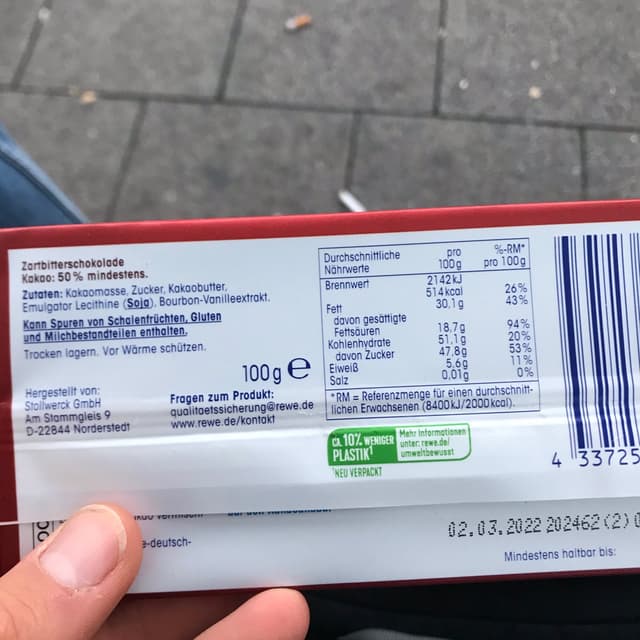 Zartbitterschokolade
Kakao: 50% mindestens.
Zutaten: Kakaomasse, Zucker, Kakaobutter,
Emulgator Lecithine (Soja), Bourbon-Vanilleextrakt.
Kann Spuren von Schalenfrüchten, Gluten
und Milchbestandteilen enthalten.
Trocken lagern. Vor Wärme schützen.
100g e
Hergestellt von:
Stollwerck GmbH
Am Stammgleis 9
D-22844 Norderstedt
Fragen zum Produkt:
qualitaetssicherung@rewe.de
www.rewe.de/kontakt
Durchschnittliche Nährwerte pro 100g %-RM* pro 100g
Brennwert 2142kJ
514kcal 26%
Fett 30,1g 43%
davon gesättigte
Fettsäuren 18,7g 94%
Kohlenhydrate 51,1g 20%
davon Zucker 47,8g 53%
Eiweiß 5,6g 11%
Salz 0,01g 0%
*RM = Referenzmenge für einen durchschnitt-
lichen Erwachsenen (8400kJ/2000kcal).
CA. 10% WENIGER
PLASTIK¹
¹NEU VERPACKT
Mehr Informationen
unter: rewe.de/
umweltbewusst
4 33725
e-deutsch-
02.03.2022 202462(2)
Mindestens haltbar bis: